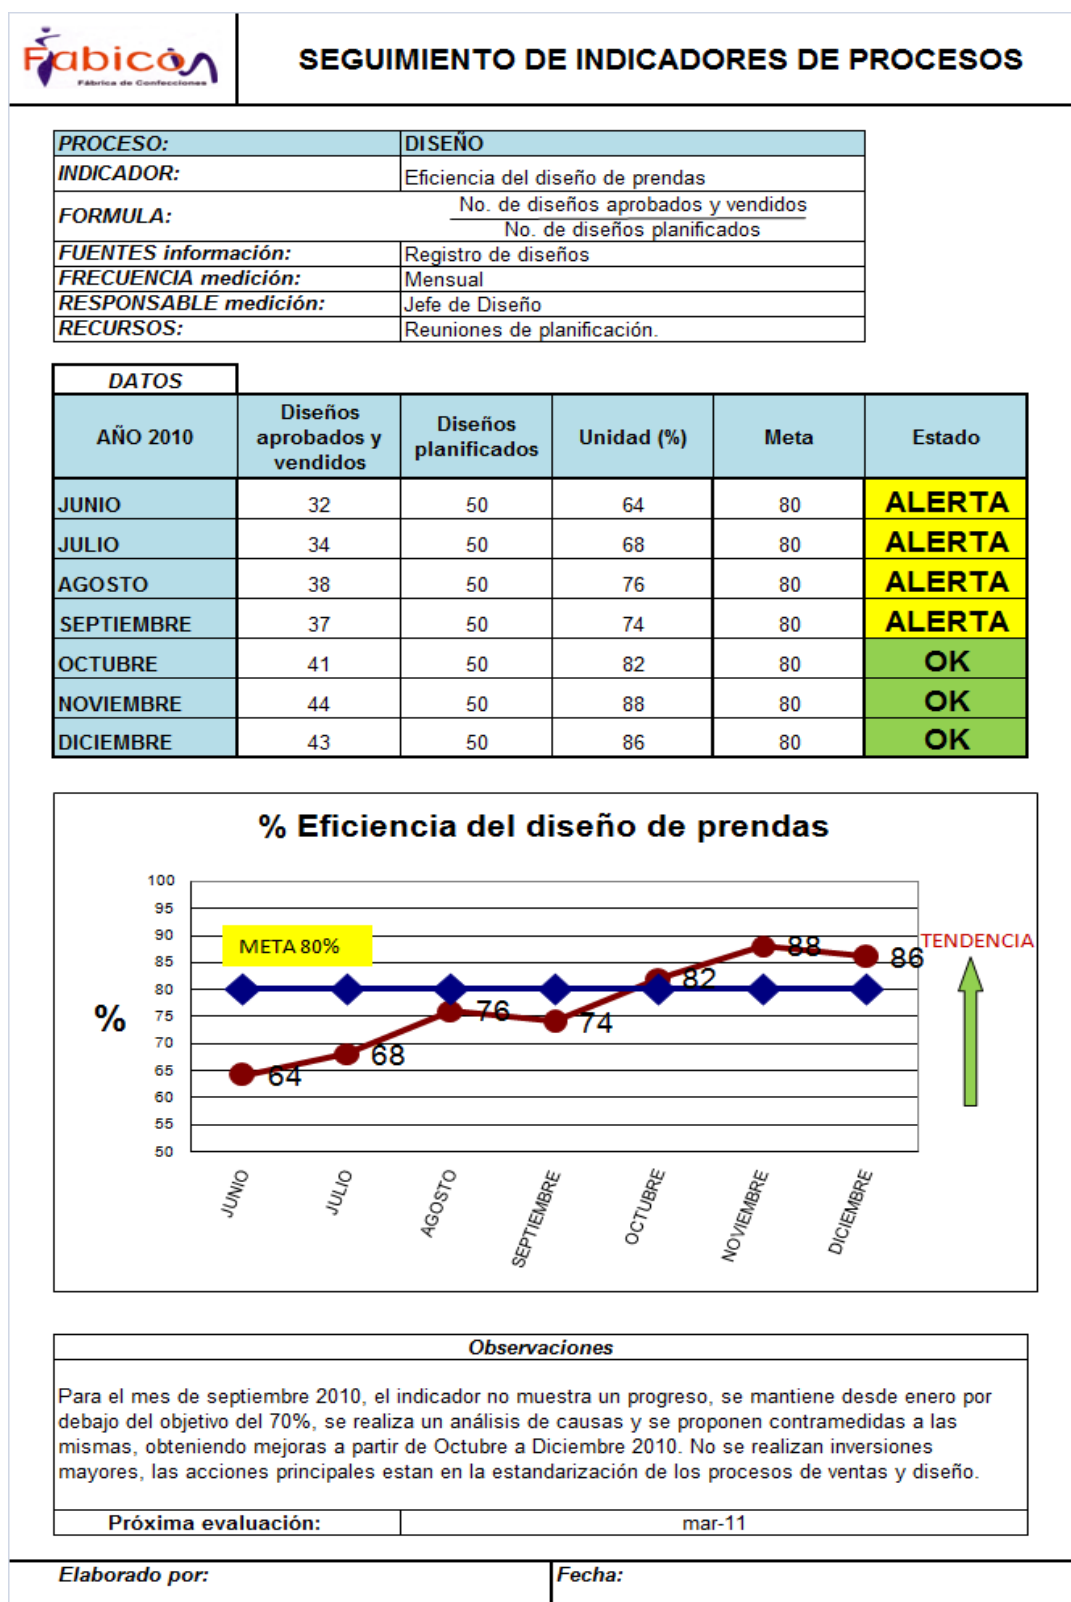 Fabicon
Fábrica de Confecciones
SEGUIMIENTO DE INDICADORES DE PROCESOS
PROCESO: DISEÑO
INDICADOR: Eficiencia del diseño de prendas
FORMULA: No. de diseños aprobados y vendidos
No. de diseños planificados
FUENTES información: Registro de diseños
FRECUENCIA medición: Mensual
RESPONSABLE medición: Jefe de Diseño
RECURSOS: Reuniones de planificación.
DATOS
AÑO 2010 Diseños aprobados y vendidos Diseños planificados Unidad (%) Meta Estado
JUNIO 32 50 64 80 ALERTA
JULIO 34 50 68 80 ALERTA
AGOSTO 38 50 76 80 ALERTA
SEPTIEMBRE 37 50 74 80 ALERTA
OCTUBRE 41 50 82 80 OK
NOVIEMBRE 44 50 88 80 OK
DICIEMBRE 43 50 86 80 OK
% Eficiencia del diseño de prendas
100
95
90
85
80
75
70
65
60
55
50
%
META 80%
64
68
76
74
82
88
86
TENDENCIA
JUNIO
JULIO
AGOSTO
SEPTIEMBRE
OCTUBRE
NOVIEMBRE
DICIEMBRE
Observaciones
Para el mes de septiembre 2010, el indicador no muestra un progreso, se mantiene desde enero por
debajo del objetivo del 70%, se realiza un análisis de causas y se proponen contramedidas a las
mismas, obteniendo mejoras a partir de Octubre a Diciembre 2010. No se realizan inversiones
mayores, las acciones principales estan en la estandarización de los procesos de ventas y diseño.
Próxima evaluación: mar-11
Elaborado por: Fecha: